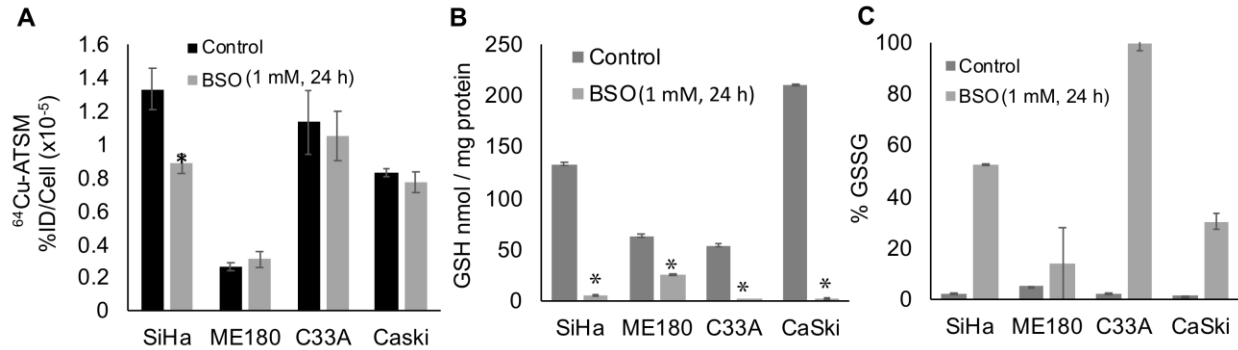 A
64Cu-ATSM
%ID/Cell (x10-5)
1.6
1.4
1.2
1
0.8
0.6
0.4
0.2
0
Control
BSO (1 mM, 24 h)
*
SiHa
ME180
C33A
Caski
B
GSH nmol / mg protein
250
200
150
100
50
0
Control
BSO(1 mM, 24 h)
*
*
*
*
SiHa
ME180
C33A
CaSki
C
% GSSG
100
80
60
40
20
0
Control
BSO(1 mM, 24 h)
SiHa
ME180
C33A
CaSki